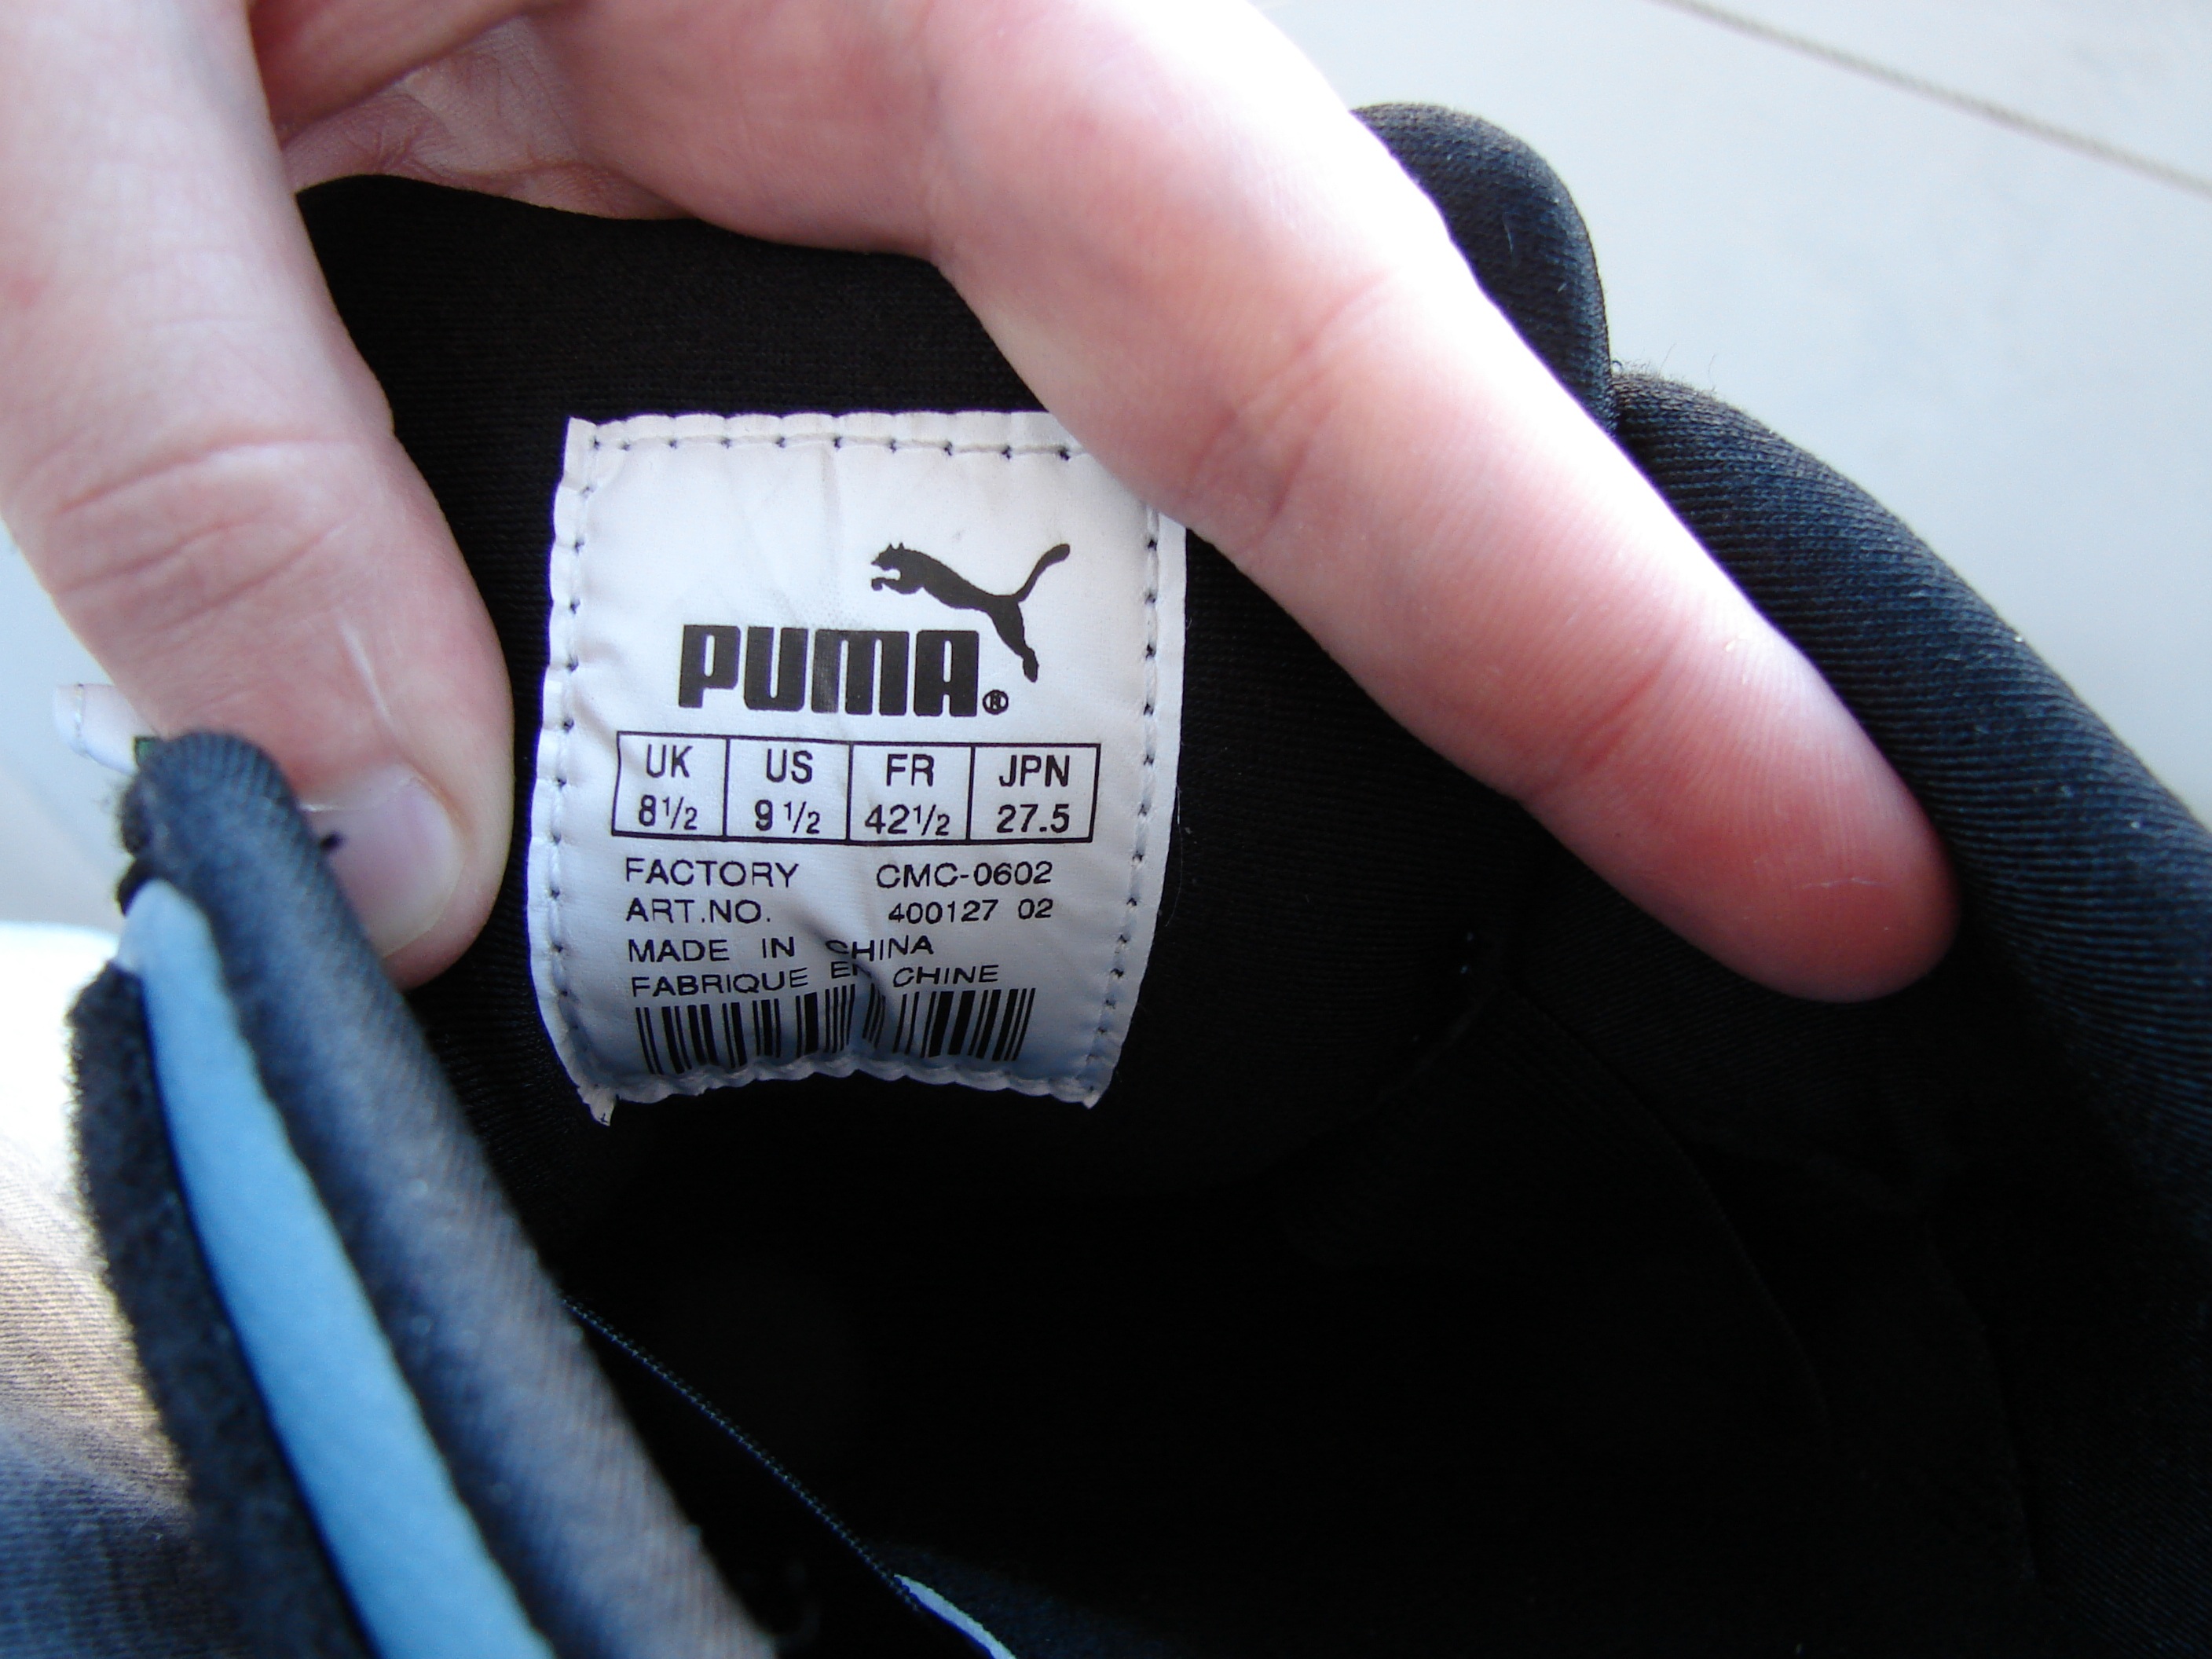 PUMA®
UK US FR JPN
8½ 9½ 42½ 27.5
FACTORY CMC-0602
ART.NO. 400127 02
MADE IN CHINA
FABRIQUE EN CHINE